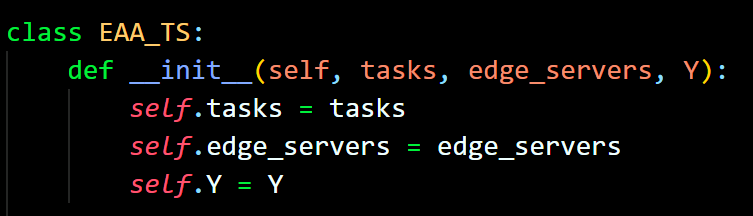 class EAA_TS:
    def __init__(self, tasks, edge_servers, Y):
        self.tasks = tasks
        self.edge_servers = edge_servers
        self.Y = Y